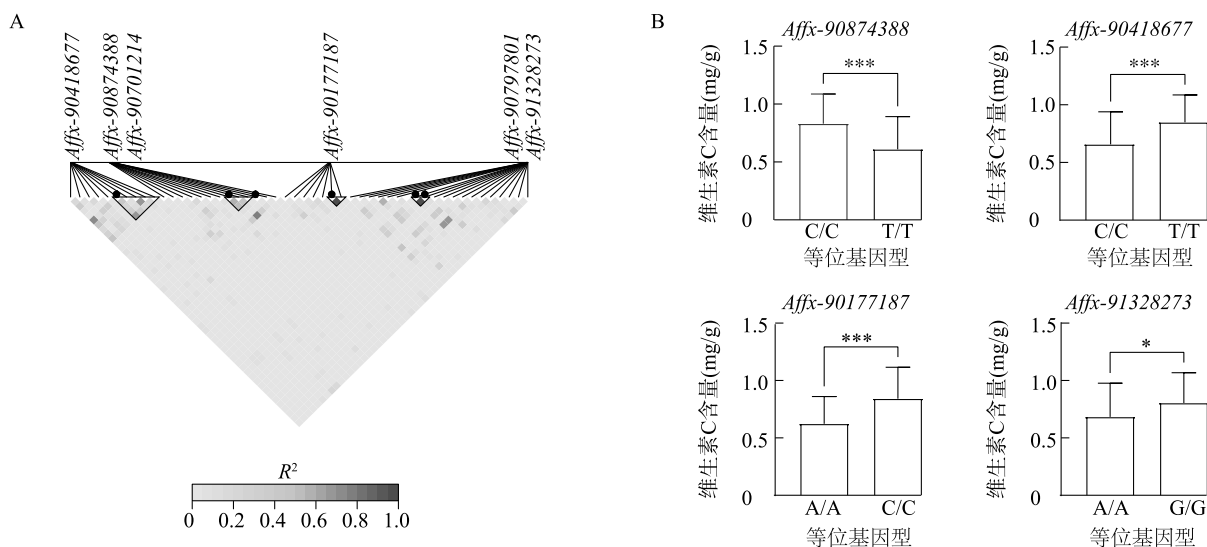 A
Affx-90418677
Affx-90874388
Affx-90701214
Affx-90177187
Affx-90797801
Affx-91328273
R²
0 0.2 0.4 0.6 0.8 1.0
B
Affx-90874388
维生素C含量(mg/g)
1.5
1.0
0.5
0
***
C/C T/T
等位基因型
Affx-90418677
维生素C含量(mg/g)
1.5
1.0
0.5
0
***
C/C T/T
等位基因型
Affx-90177187
维生素C含量(mg/g)
1.5
1.0
0.5
0
***
A/A C/C
等位基因型
Affx-91328273
维生素C含量(mg/g)
1.5
1.0
0.5
0
*
A/A G/G
等位基因型